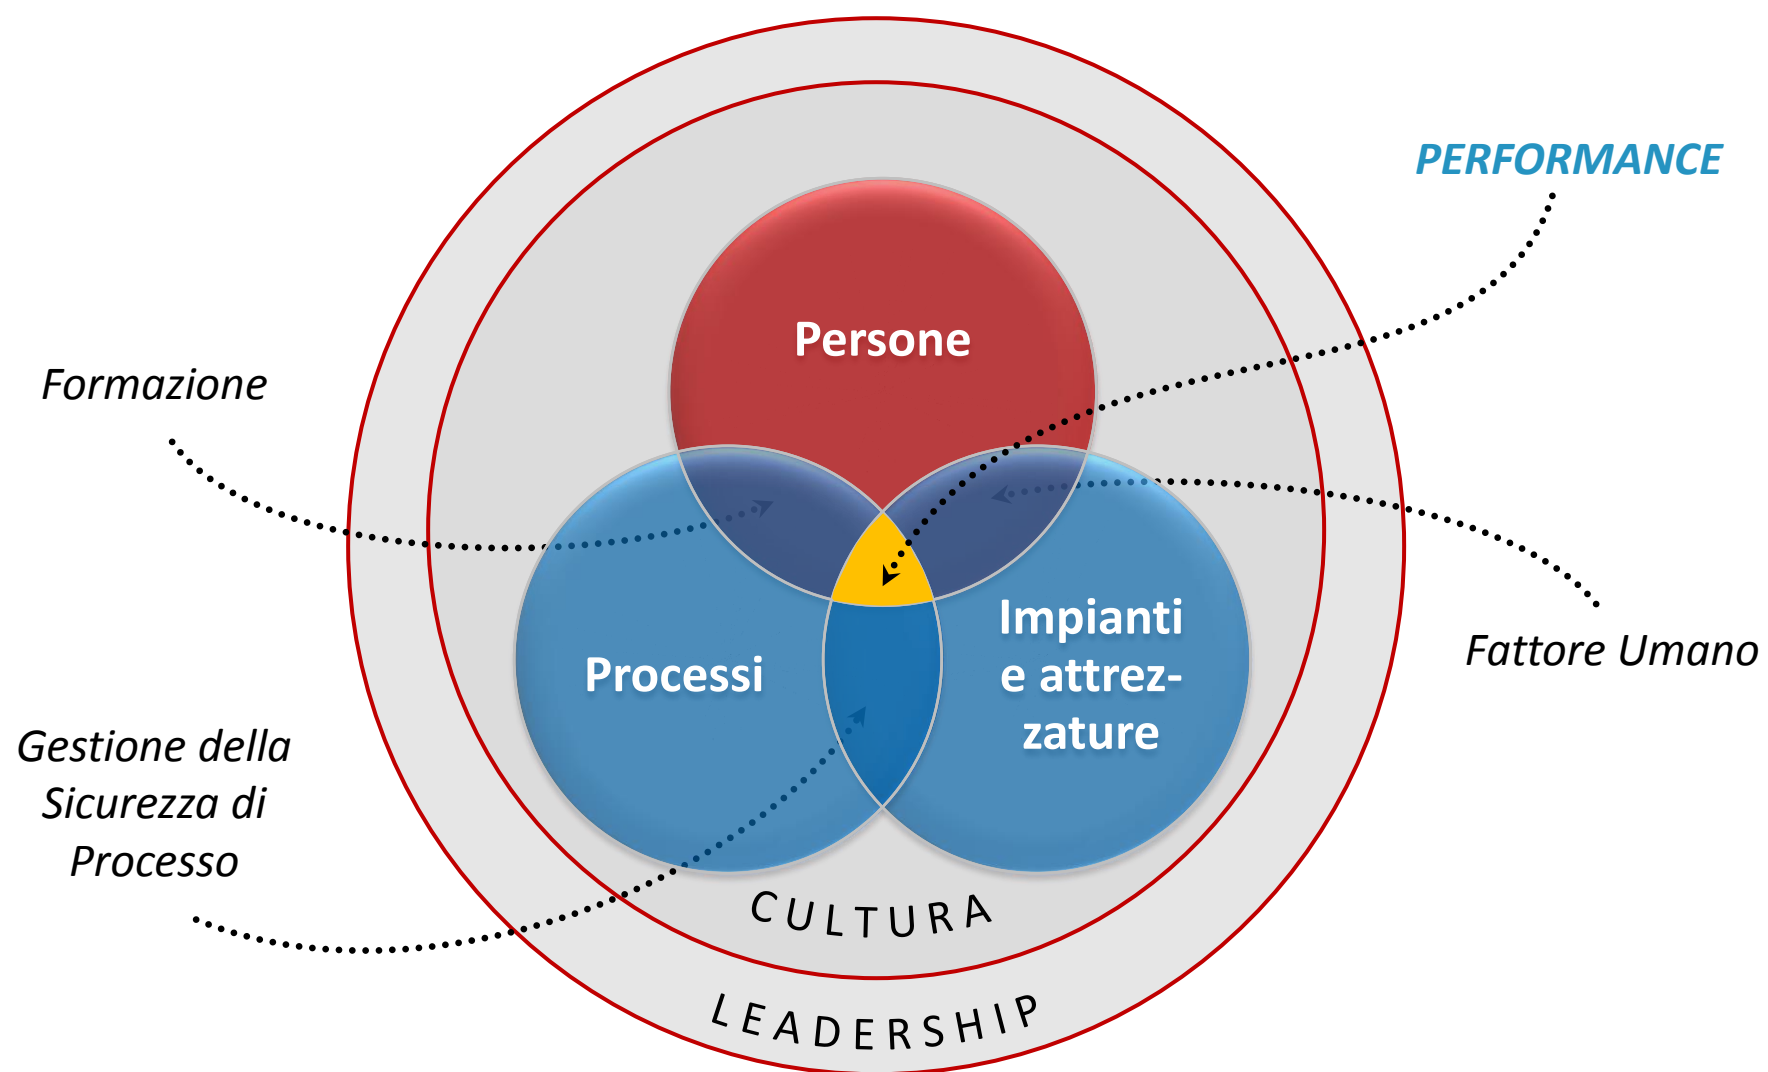 PERFORMANCE
Persone
Formazione
Impianti
e attrez-
zature
Processi
Fattore Umano
Gestione della
Sicurezza di
Processo
CULTURA
LEADERSHIP